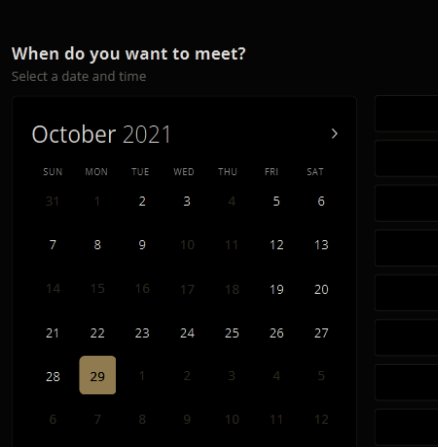 When do you want to meet?
Select a date and time
October 2021 >
SUN MON TUE WED THU FRI SAT
31 1 2 3 4 5 6
7 8 9 10 11 12 13
14 15 16 17 18 19 20
21 22 23 24 25 26 27
28 29 1 2 3 4 5
6 7 8 9 10 11 12